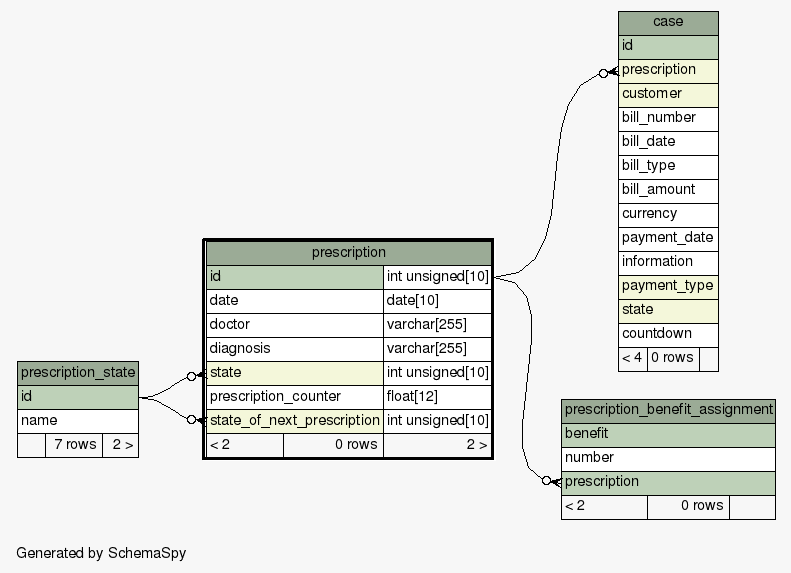 case
id
prescription
customer
bill_number
bill_date
bill_type
bill_amount
currency
payment_date
information
payment_type
state
countdown
< 4 0 rows
prescription
id int unsigned[10]
date date[10]
doctor varchar[255]
diagnosis varchar[255]
state int unsigned[10]
prescription_counter float[12]
state_of_next_prescription int unsigned[10]
< 2 0 rows 2 >
prescription_state
id
name
7 rows 2 >
prescription_benefit_assignment
benefit
number
prescription
< 2 0 rows
Generated by SchemaSpy